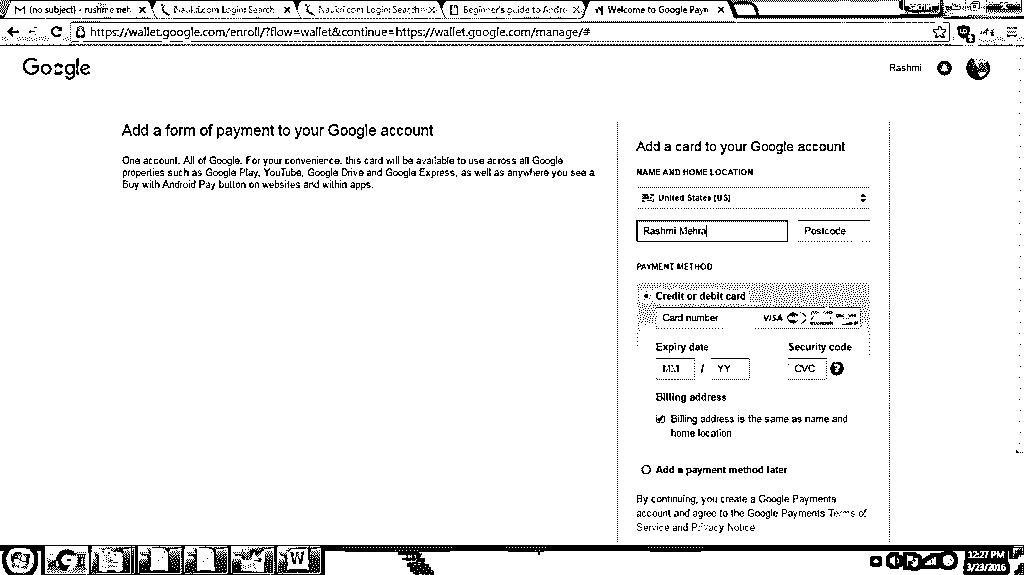 M (no subject) - rushme meh
Naukri.com Login: Search
Naukri.com Login: Search
Beginner's guide to Andro
Welcome to Google Paym
https://wallet.google.com/enroll/?flow=wallet&continue=https://wallet.google.com/manage/#
Google
Rashmi
Add a form of payment to your Google account
One account. All of Google. For your convenience, this card will be available to use across all Google
properties such as Google Play, YouTube, Google Drive and Google Express, as well as anywhere you see a
Buy with Android Pay button on websites and within apps.
Add a card to your Google account
NAME AND HOME LOCATION
United States (US)
Rashmi Mehra
Postcode
PAYMENT METHOD
Credit or debit card
Card number
VISA
Expiry date
Security code
MM / YY
CVC ?
Billing address
Billing address is the same as name and
home location
Add a payment method later
By continuing, you create a Google Payments
account and agree to the Google Payments Terms of
Service and Privacy Notice
W
12:27 PM
3/23/2016